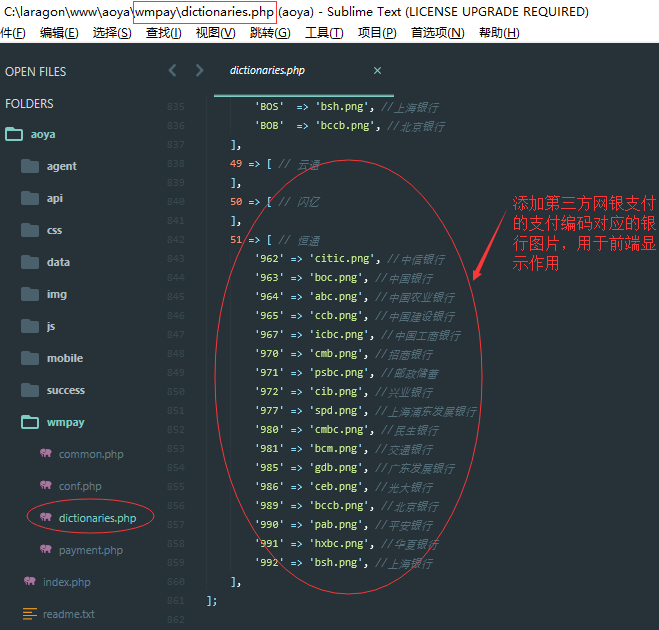 C:\laragon\www\aoya\wmpay\dictionaries.php (aoya) - Sublime Text (LICENSE UPGRADE REQUIRED)
件(F) 编辑(E) 选择(S) 查找(I) 视图(V) 跳转(G) 工具(T) 项目(P) 首选项(N) 帮助(H)
OPEN FILES
FOLDERS
aoya
agent
api
css
data
img
js
mobile
success
wmpay
common.php
conf.php
dictionaries.php
payment.php
index.php
readme.txt
dictionaries.php ×
835 'BOS' => 'bsh.png', //上海银行
836 'BOB' => 'bccb.png', //北京银行
837 ],
838 49 => [ // 云通
839 ],
840 50 => [ // 闪亿
841 ],
842 51 => [ // 恒通
843 '962' => 'citic.png', //中信银行
844 '963' => 'boc.png', //中国银行
845 '964' => 'abc.png', //中国农业银行
846 '965' => 'ccb.png', //中国建设银行
847 '967' => 'icbc.png', //中国工商银行
848 '970' => 'cmb.png', //招商银行
849 '971' => 'psbc.png', //邮政储蓄
850 '972' => 'cib.png', //兴业银行
851 '977' => 'spd.png', //上海浦东发展银行
852 '980' => 'cmbc.png', //民生银行
853 '981' => 'bcm.png', //交通银行
854 '985' => 'gdb.png', //广东发展银行
855 '986' => 'ceb.png', //光大银行
856 '989' => 'bccb.png', //北京银行
857 '990' => 'pab.png', //平安银行
858 '991' => 'hxbc.png', //华夏银行
859 '992' => 'bsh.png', //上海银行
860 ],
861 ];
862
添加第三方网银支付
的支付编码对应的银
行图片，用于前端显
示作用